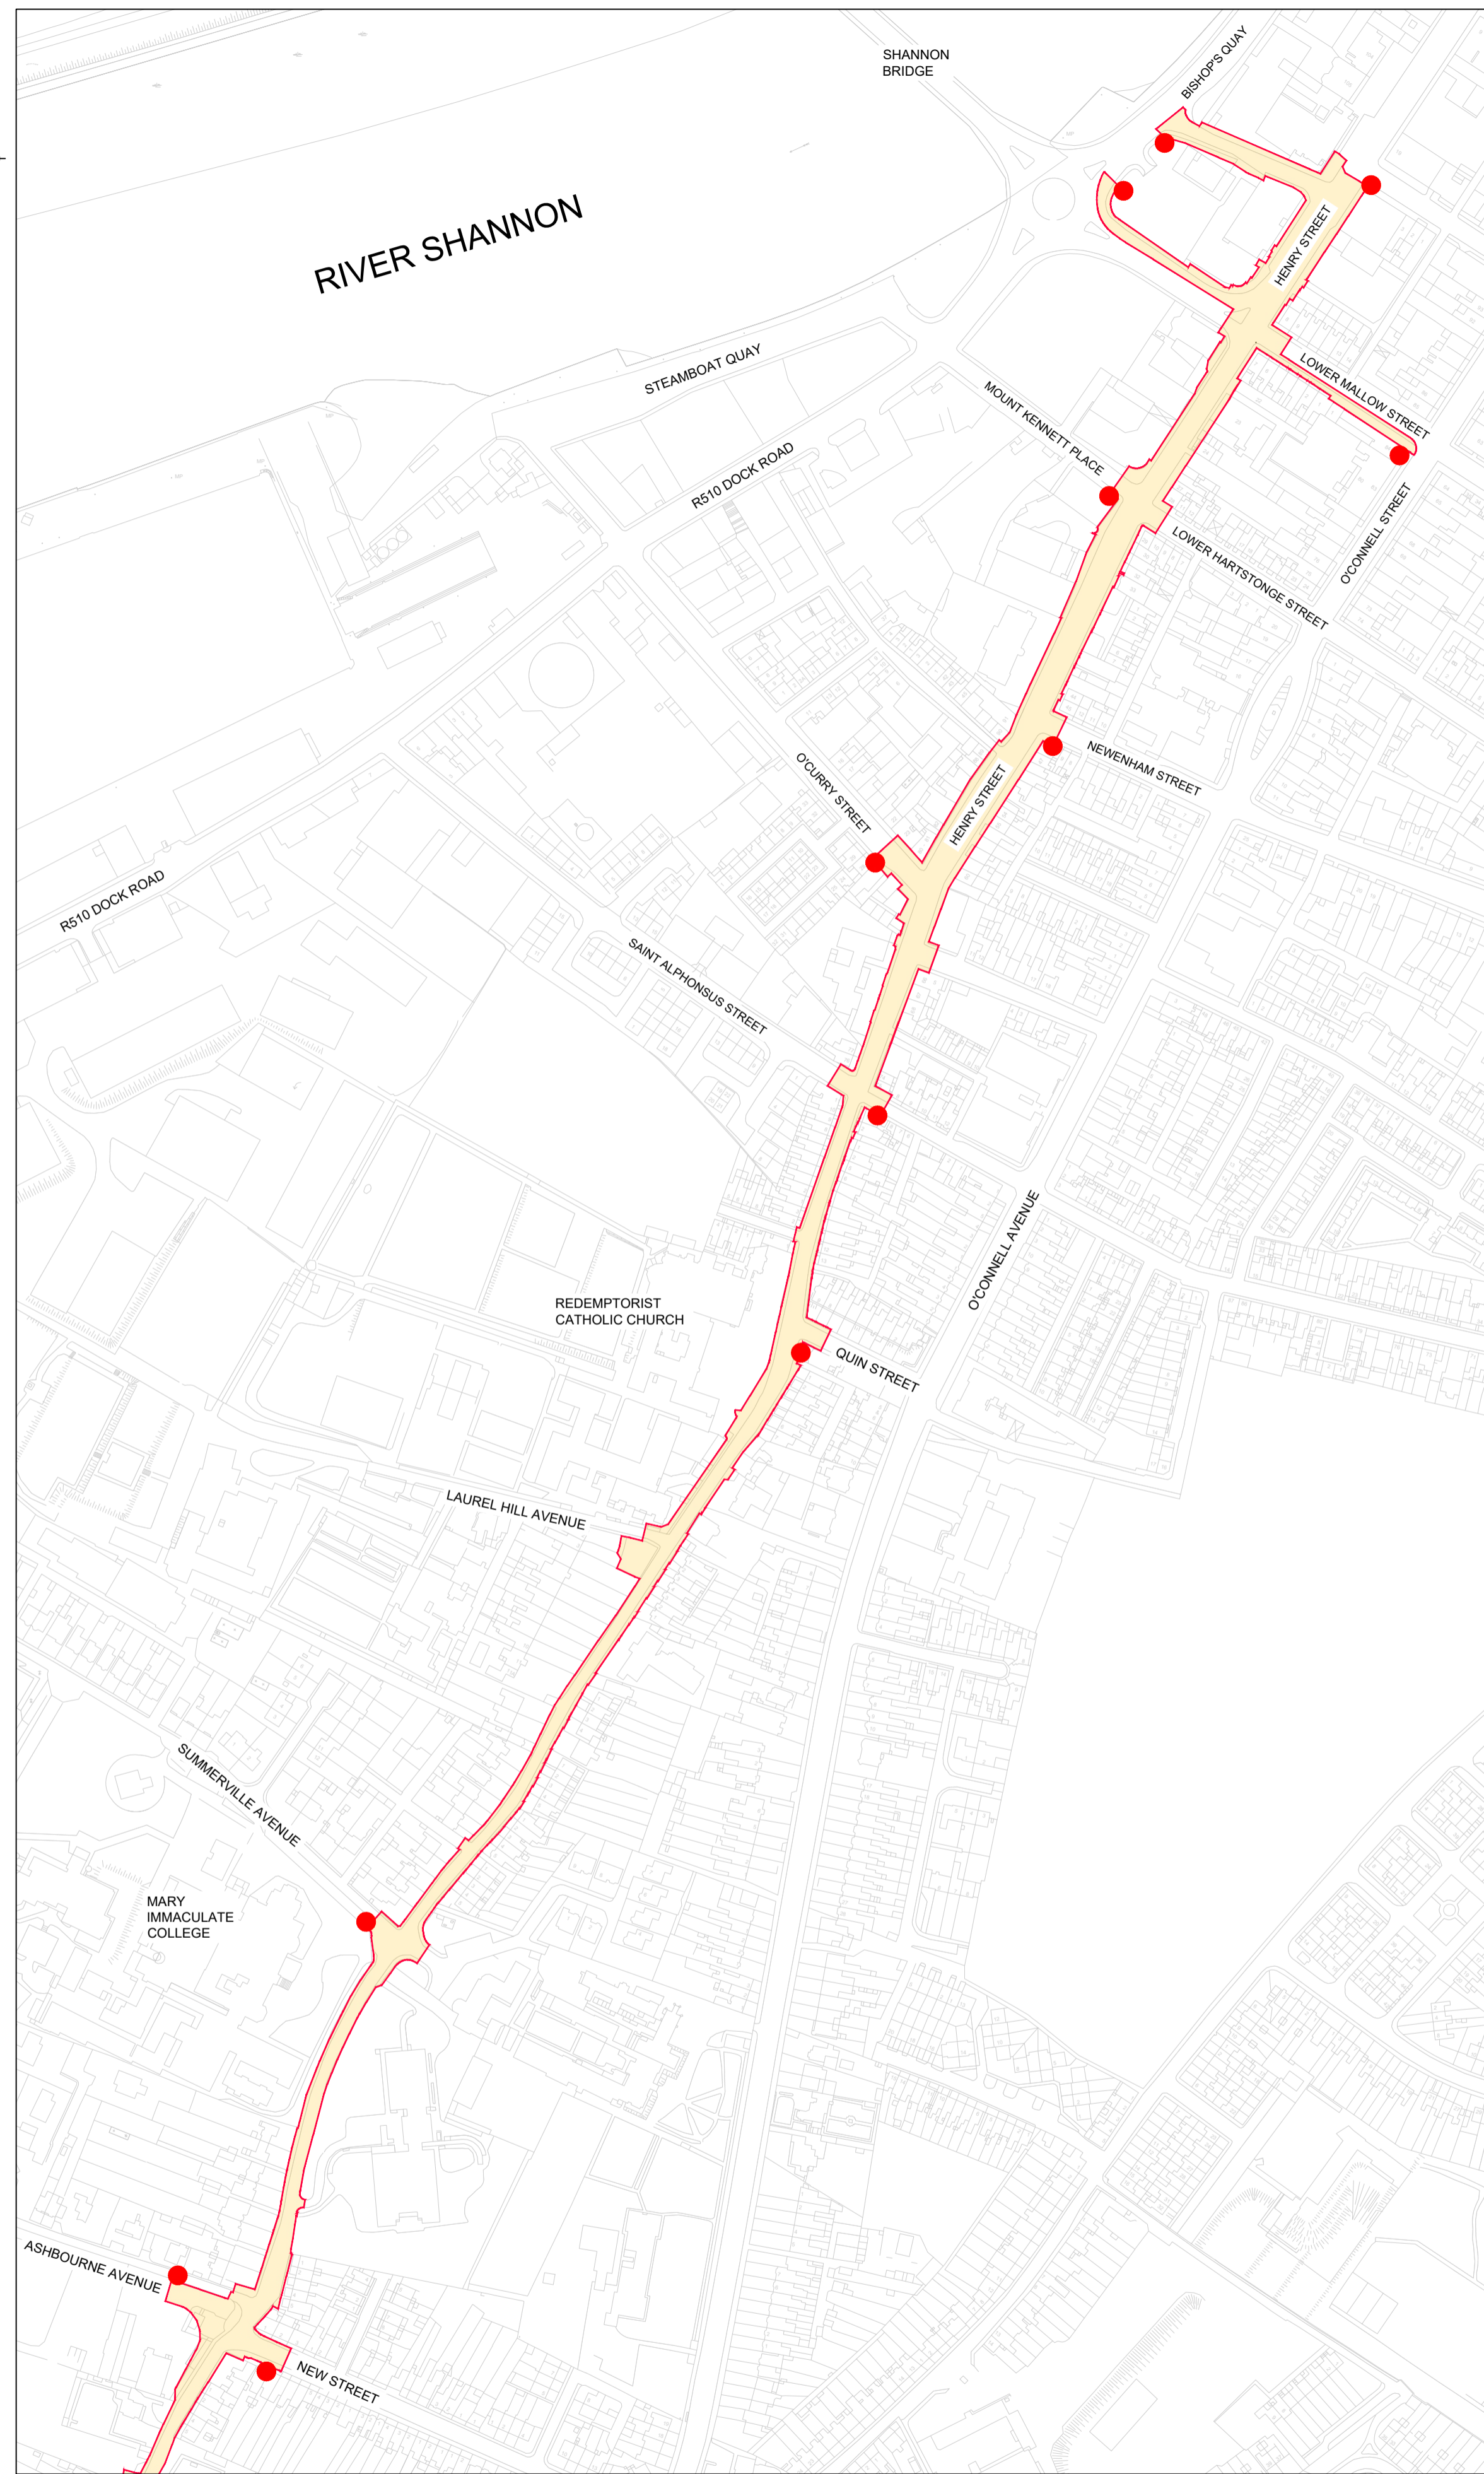 SHANNON
BRIDGE
BISHOP'S QUAY
RIVER SHANNON
HENRY STREET
STEAMBOAT QUAY
LOWER MALLOW STREET
MOUNT KENNETT PLACE
R510 DOCK ROAD
O'CONNELL STREET
LOWER HARTSTONGE STREET
NEWENHAM STREET
O'CURRY STREET
HENRY STREET
R510 DOCK ROAD
SAINT ALPHONSUS STREET
O'CONNELL AVENUE
REDEMPTORIST
CATHOLIC CHURCH
QUIN STREET
LAUREL HILL AVENUE
SUMMERVILLE AVENUE
MARY
IMMACULATE
COLLEGE
ASHBOURNE AVENUE
NEW STREET